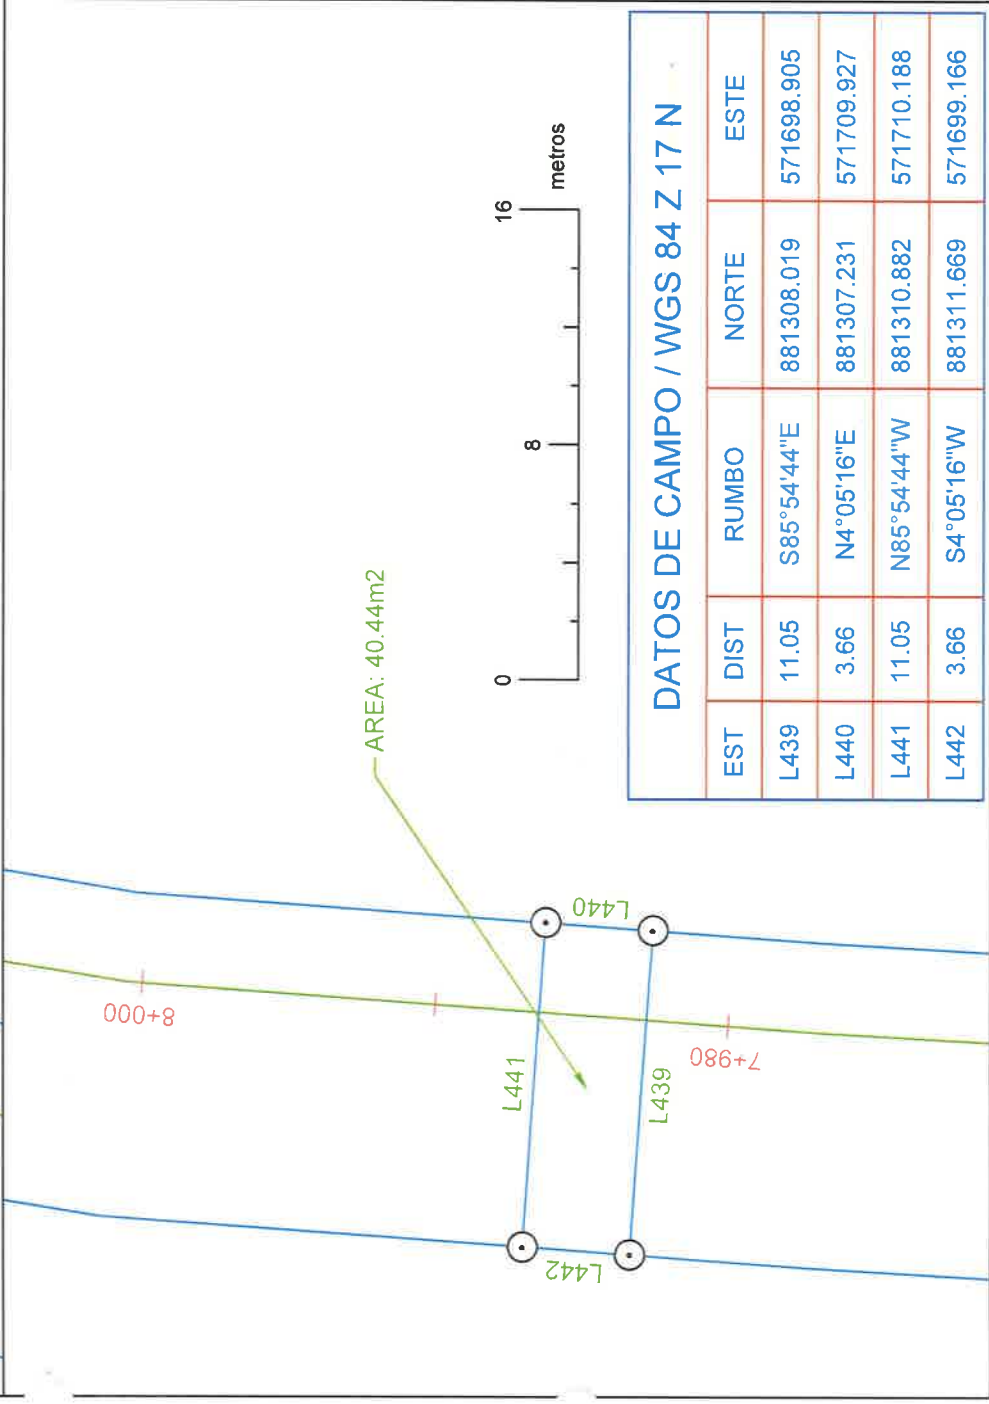 8+000
7+980
L441
L439
L440
L442
AREA: 40.44m2
0 8 16
metros
DATOS DE CAMPO / WGS 84 Z 17 N
EST DIST RUMBO NORTE ESTE
L439 11.05 S85°54'44"E 881308.019 571698.905
L440 3.66 N4°05'16"E 881307.231 571709.927
L441 11.05 N85°54'44"W 881310.882 571710.188
L442 3.66 S4°05'16"W 881311.669 571699.166